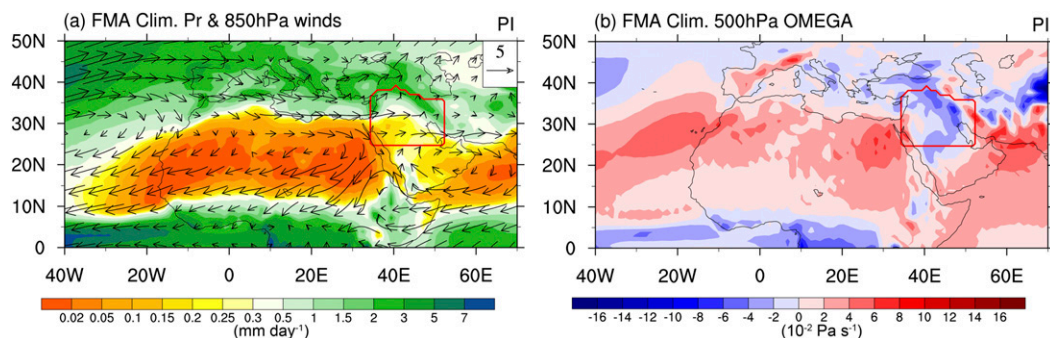 (a) FMA Clim. Pr & 850hPa winds PI
5
50N
40N
30N
20N
10N
0
40W 20W 0 20E 40E 60E
0.02 0.05 0.1 0.15 0.2 0.25 0.3 0.5 1 1.5 2 3 5 7
(mm day⁻¹)
(b) FMA Clim. 500hPa OMEGA PI
50N
40N
30N
20N
10N
0
40W 20W 0 20E 40E 60E
-16 -14 -12 -10 -8 -6 -4 -2 0 2 4 6 8 10 12 14 16
(10⁻² Pa s⁻¹)